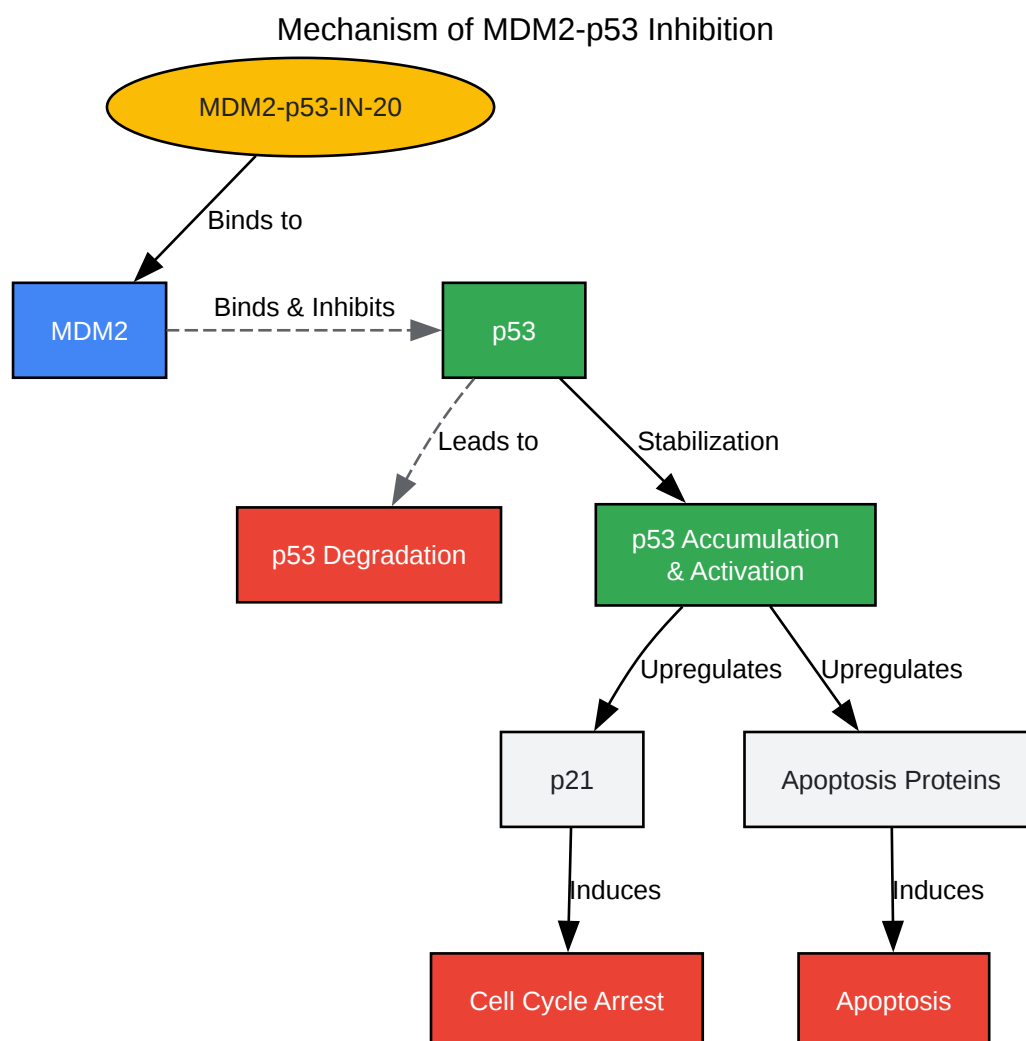 Mechanism of MDM2-p53 Inhibition
MDM2-p53-IN-20
Binds to
MDM2
Binds & Inhibits
p53
Leads to
Stabilization
p53 Degradation
p53 Accumulation
& Activation
Upregulates
Upregulates
p21
Apoptosis Proteins
Induces
Induces
Cell Cycle Arrest
Apoptosis